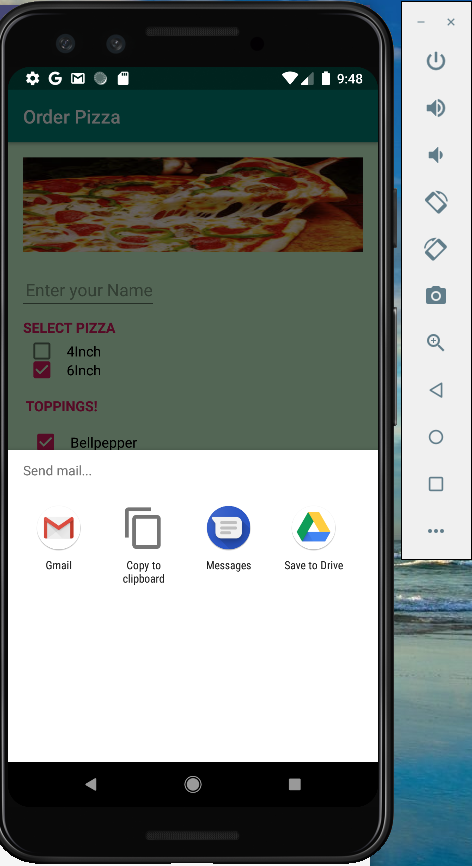 9:48
Order Pizza
Enter your Name
SELECT PIZZA
4Inch
6Inch
TOPPINGS!
Bellpepper
Send mail...
Gmail
Copy to
clipboard
Messages
Save to Drive